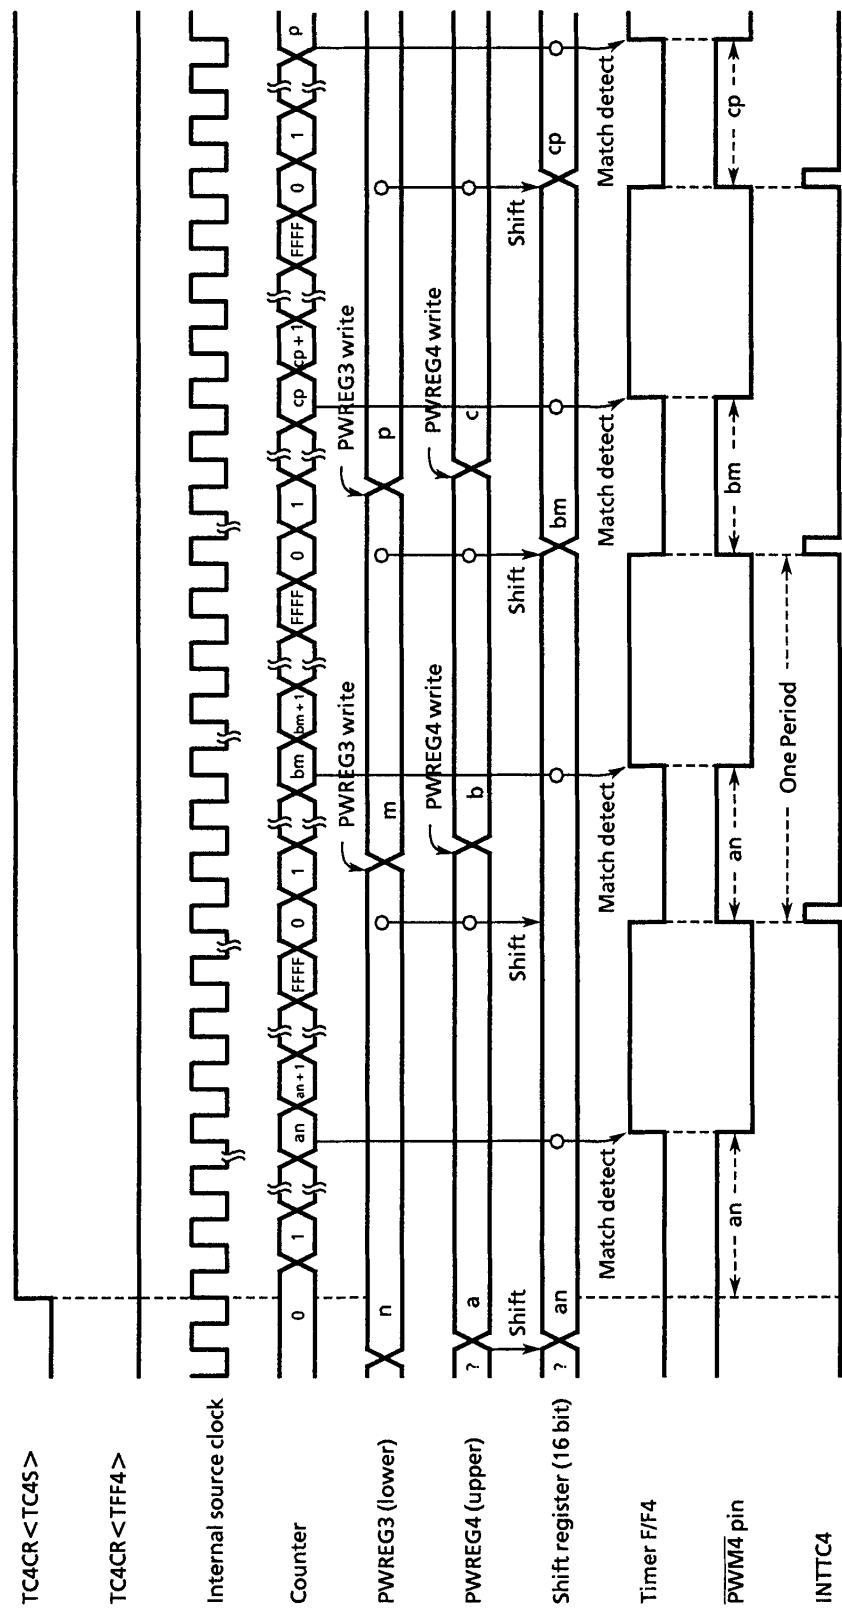 TC4CR<TC4S>
TC4CR<TFF4>
Internal source clock
Counter 0 1 an an+1 FFFF 0 1 bm bm+1 FFFF 0 1 cp cp+1 FFFF 0 1 p
PWREG3 write PWREG3 write
PWREG3 (lower) n m p
PWREG4 write PWREG4 write
PWREG4 (upper) ? a b c
Shift Shift Shift Shift
Shift register (16 bit) ? an bm cp
Match detect Match detect Match detect Match detect
Timer F/F4
PWM4 pin an an bm cp
One Period
INTTC4